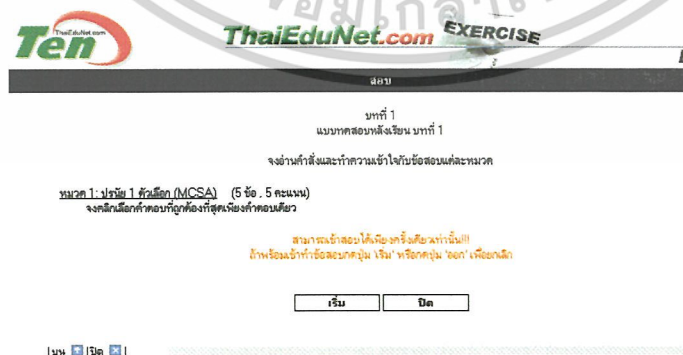 ThaiEduNet.com
Ten
ThaiEduNet.com EXERCISE
สอบ
บทที่ 1
แบบทดสอบหลังเรียน บทที่ 1
จงอ่านคำสั่งและทำความเข้าใจกับข้อสอบแต่ละหมวด
หมวด 1: ปรนัย 1 ตัวเลือก (MCSA) (5 ข้อ , 5 คะแนน)
จงคลิกเลือกคำตอบที่ถูกต้องที่สุดเพียงคำตอบเดียว
สามารถเข้าสอบได้เพียงครั้งเดียวเท่านั้น!!!
ถ้าพร้อมเข้าทำข้อสอบกดปุ่ม 'เริ่ม' หรือกดปุ่ม 'ออก' เพื่อยกเลิก
เริ่ม ปิด
|บน |ปิด |